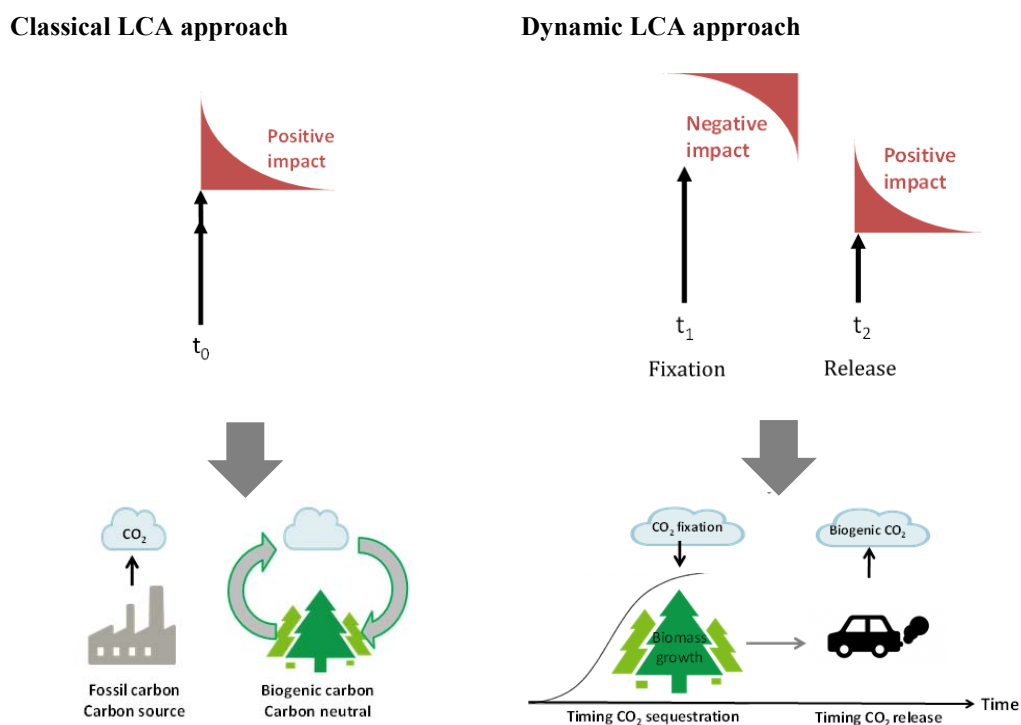 Classical LCA approach
Dynamic LCA approach
Positive
impact
t0
Negative
impact
Positive
impact
t1
t2
Fixation
Release
CO2
Fossil carbon
Carbon source
Biogenic carbon
Carbon neutral
CO2 fixation
Biogenic CO2
Biomass
growth
Time
Timing CO2 sequestration
Timing CO2 release